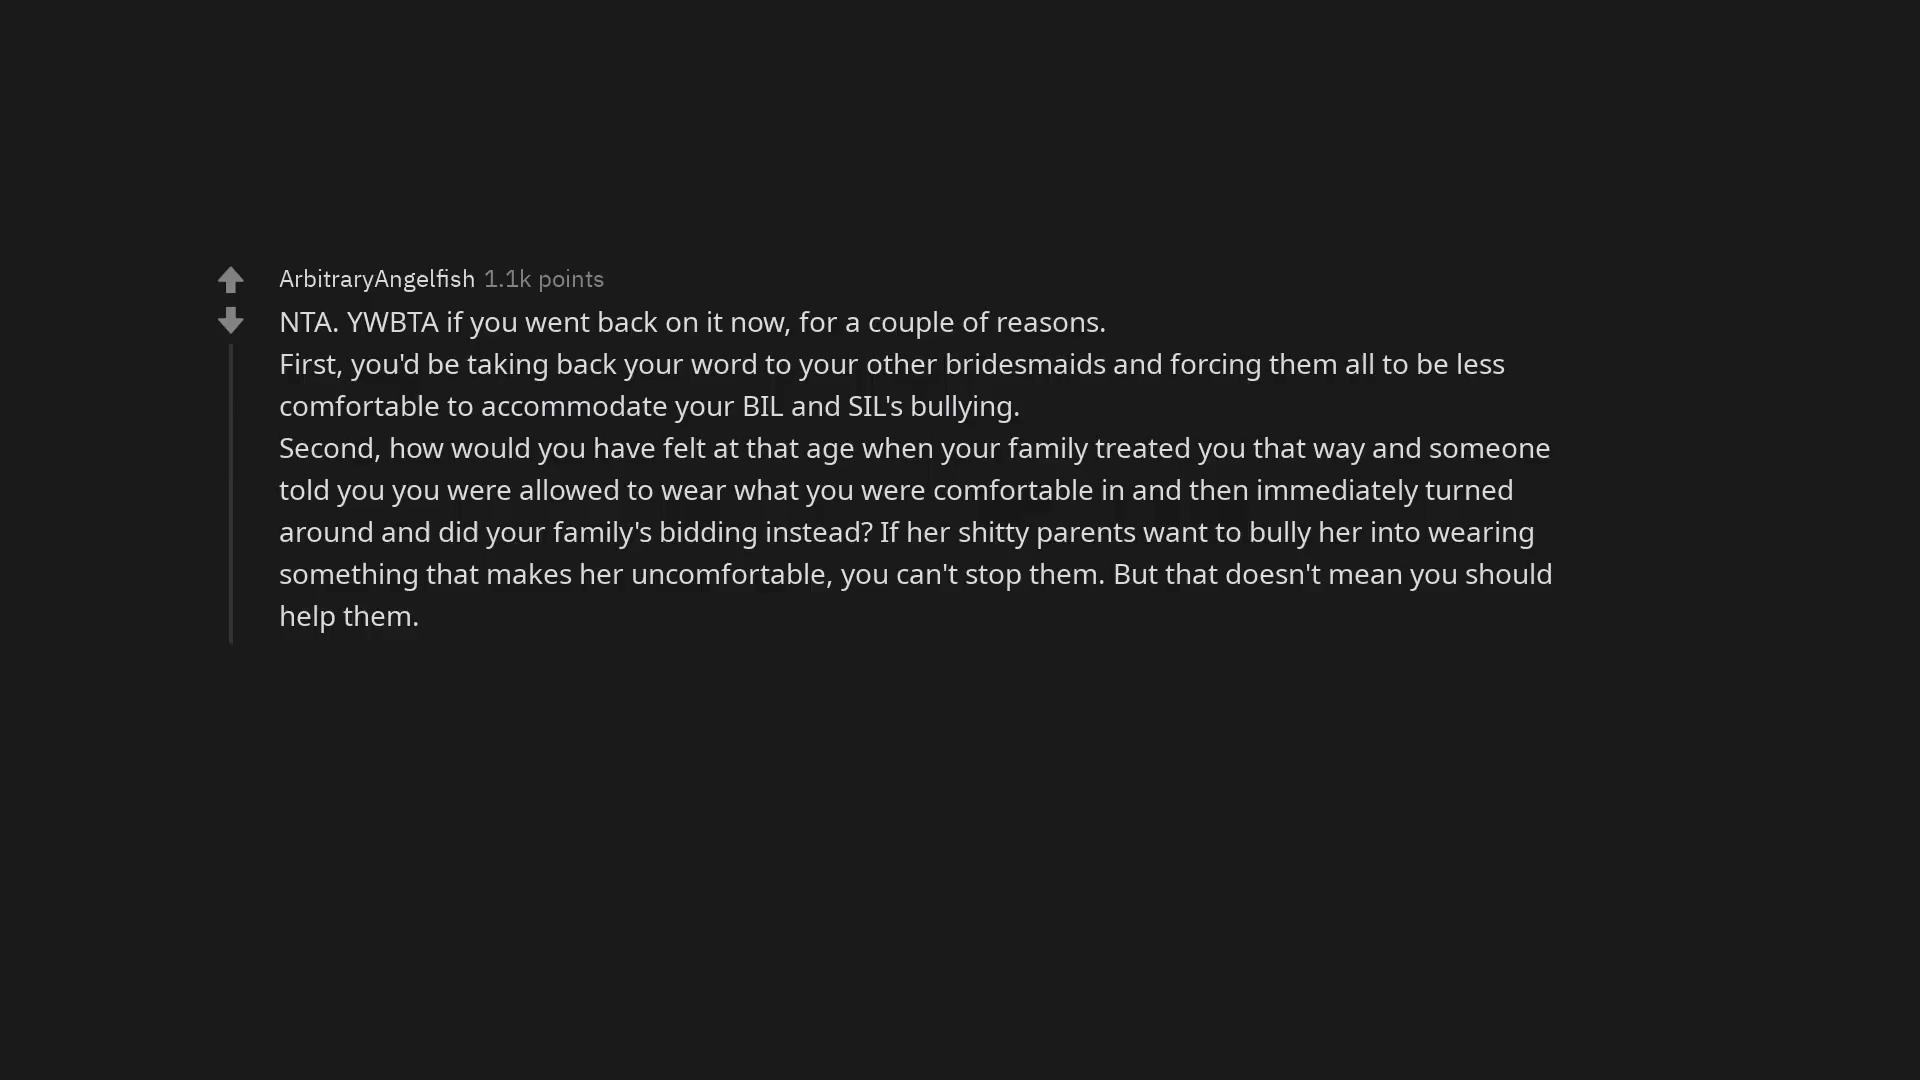 ArbitraryAngelfish 1.1k points
NTA. YWBTA if you went back on it now, for a couple of reasons.
First, you'd be taking back your word to your other bridesmaids and forcing them all to be less
comfortable to accommodate your BIL and SIL's bullying.
Second, how would you have felt at that age when your family treated you that way and someone
told you you were allowed to wear what you were comfortable in and then immediately turned
around and did your family's bidding instead? If her shitty parents want to bully her into wearing
something that makes her uncomfortable, you can't stop them. But that doesn't mean you should
help them.